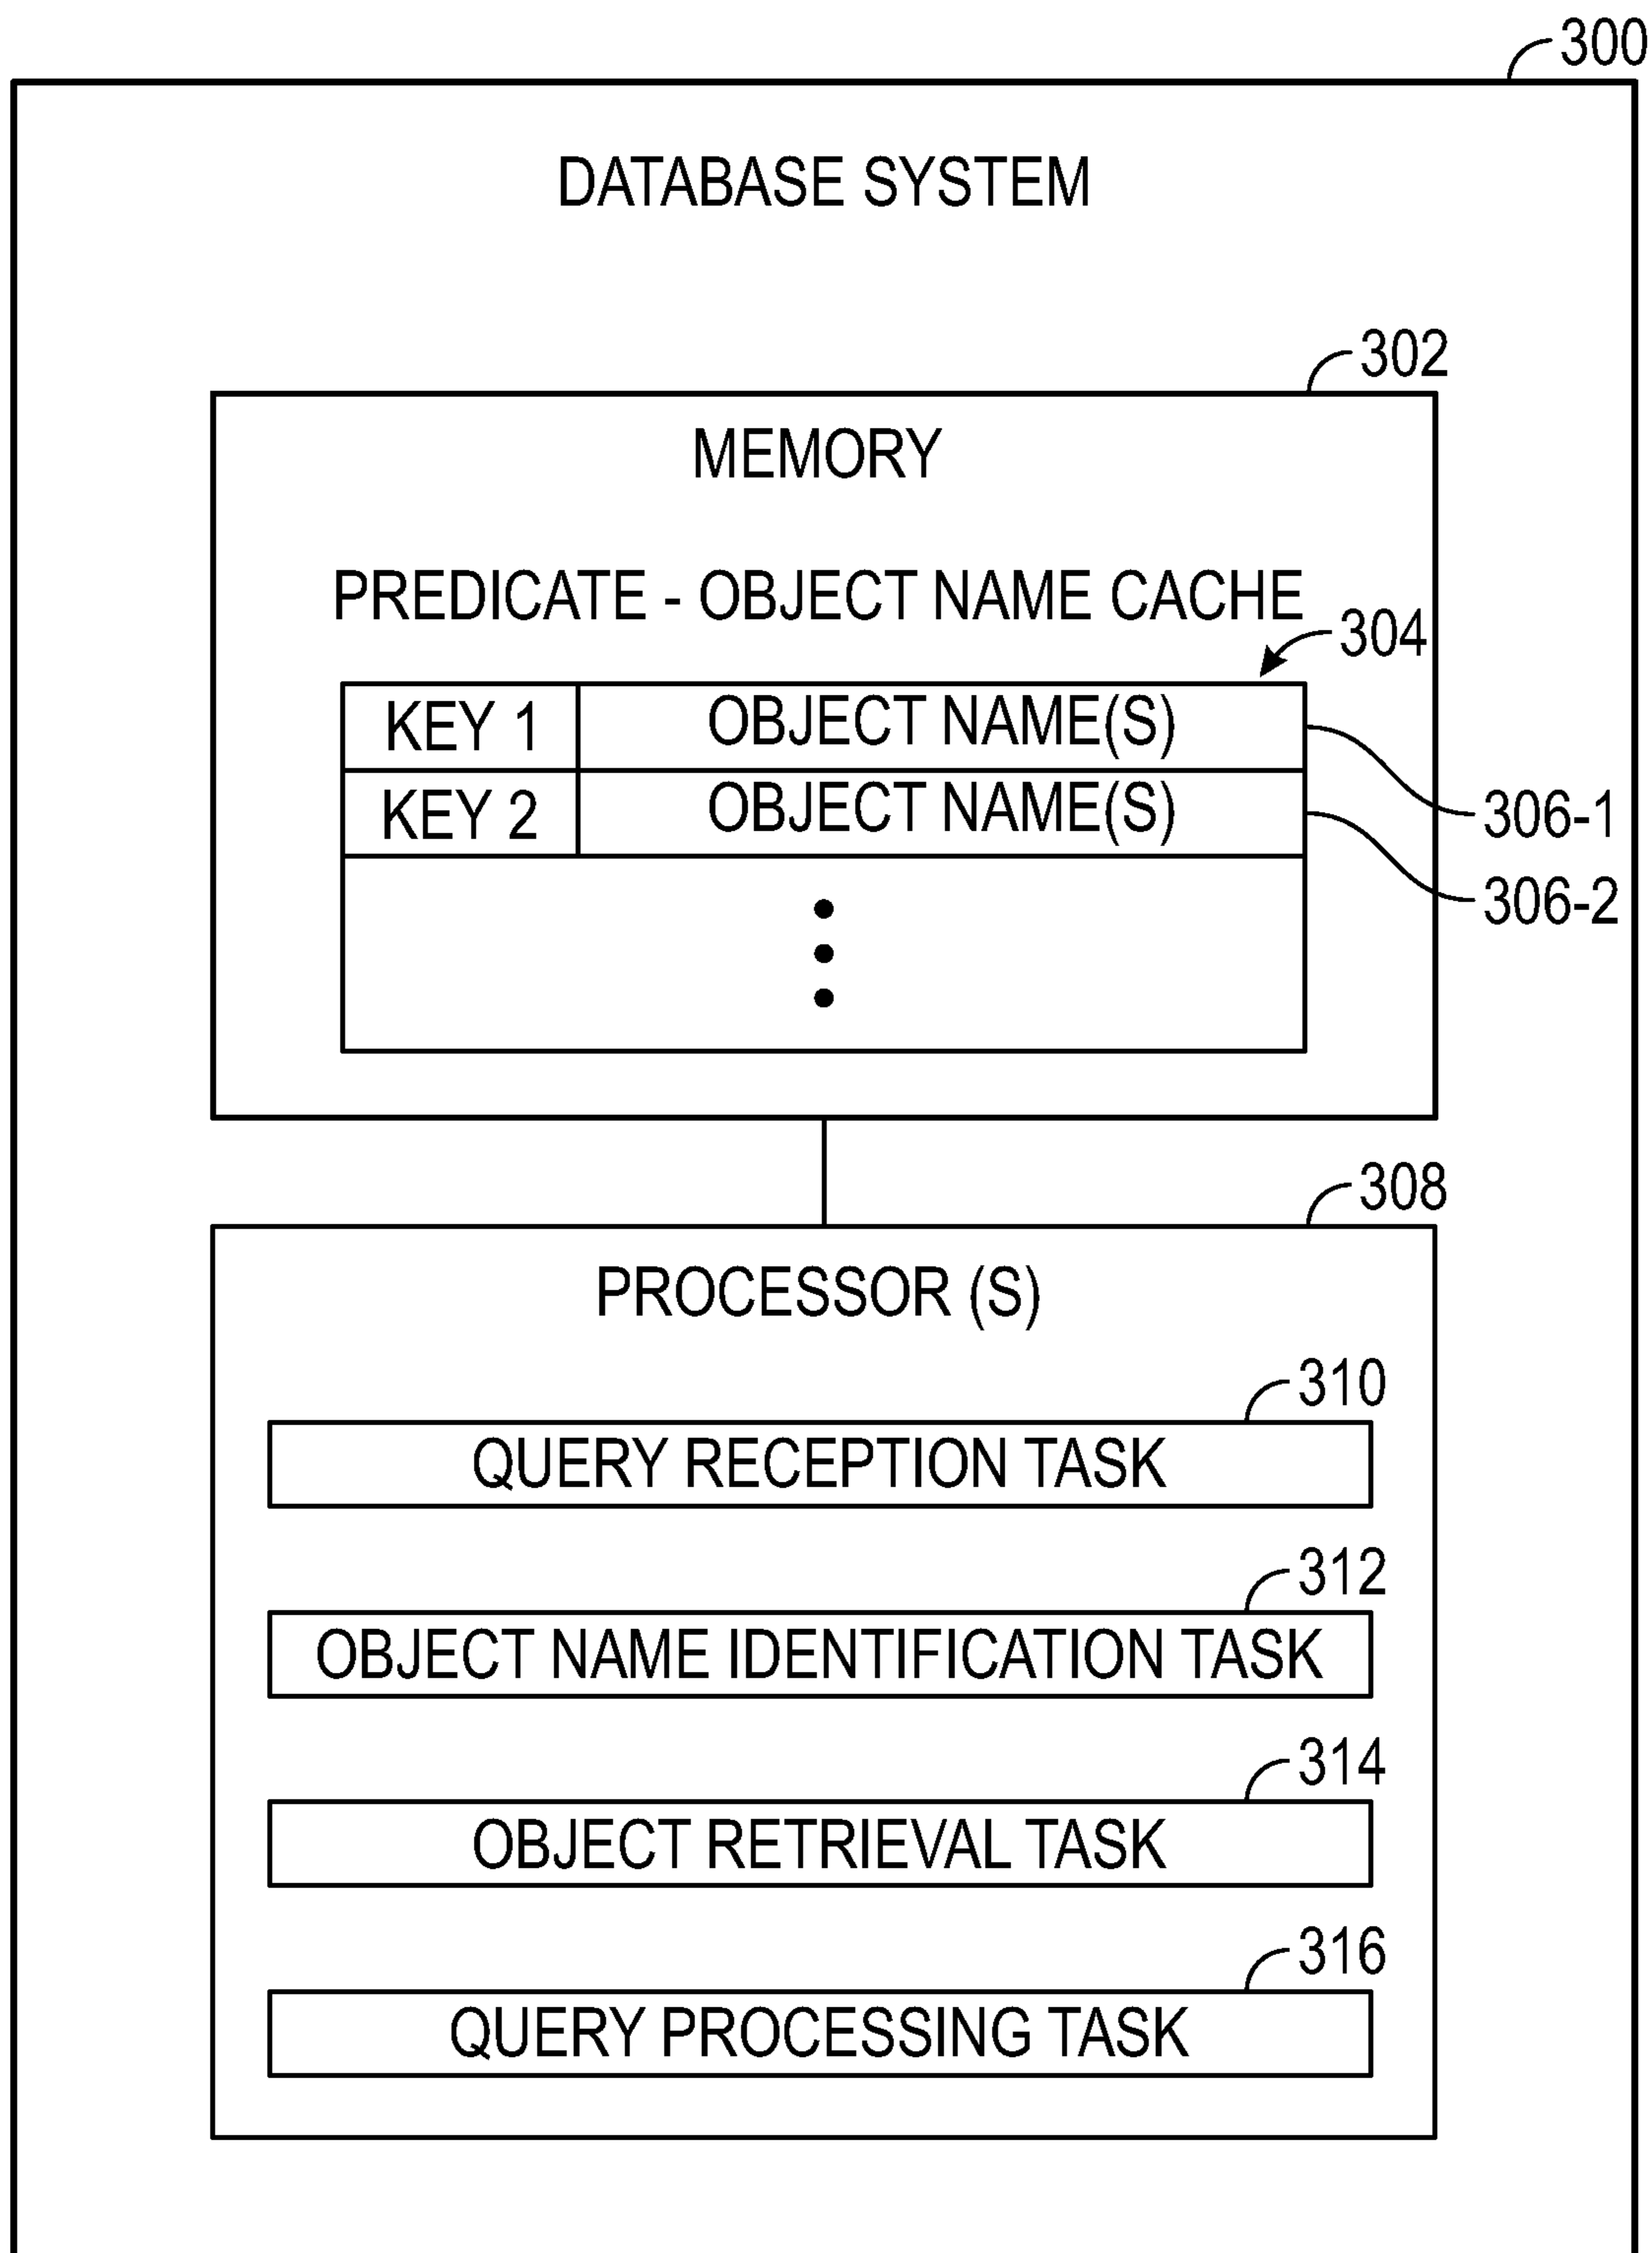 300
DATABASE SYSTEM
302
MEMORY
PREDICATE - OBJECT NAME CACHE
304
KEY 1 OBJECT NAME(S)
306-1
KEY 2 OBJECT NAME(S)
306-2
308
PROCESSOR (S)
310
QUERY RECEPTION TASK
312
OBJECT NAME IDENTIFICATION TASK
314
OBJECT RETRIEVAL TASK
316
QUERY PROCESSING TASK